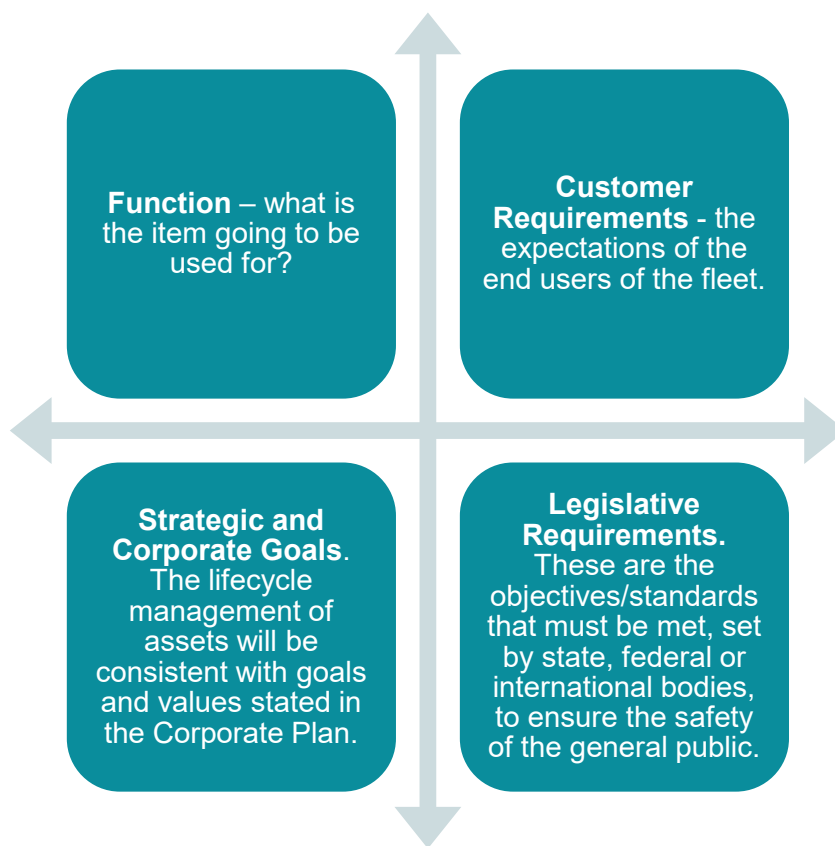 Function – what is
the item going to be
used for?
Customer
Requirements - the
expectations of the
end users of the fleet.
Strategic and
Corporate Goals.
The lifecycle
management of
assets will be
consistent with goals
and values stated in
the Corporate Plan.
Legislative
Requirements.
These are the
objectives/standards
that must be met, set
by state, federal or
international bodies,
to ensure the safety
of the general public.